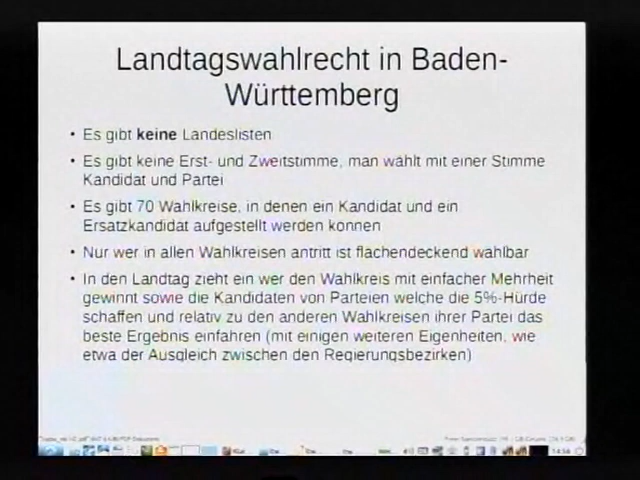 Landtagswahlrecht in Baden-
Württemberg
• Es gibt keine Landeslisten
• Es gibt keine Erst- und Zweitstimme, man wählt mit einer Stimme
Kandidat und Partei
• Es gibt 70 Wahlkreise, in denen ein Kandidat und ein
Ersatzkandidat aufgestellt werden können
• Nur wer in allen Wahlkreisen antritt ist flächendeckend wählbar
• In den Landtag zieht ein wer den Wahlkreis mit einfacher Mehrheit
gewinnt sowie die Kandidaten von Parteien welche die 5%-Hürde
schaffen und relativ zu den anderen Wahlkreisen ihrer Partei das
beste Ergebnis einfahren (mit einigen weiteren Eigenheiten, wie
etwa der Ausgleich zwischen den Regierungsbezirken)